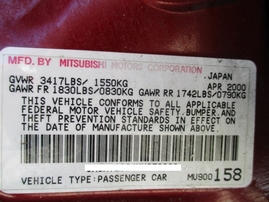 MFD. BY MITSUBISHI MOTORS CORPORATION
JAPAN
GVWR 3417LBS/ 1550KG APR 2000
GAWR FR 1830LBS/0830KG GAWR RR 1742LBS/0790KG
THIS VEHICLE CONFORMS TO ALL APPLICABLE
FEDERAL MOTOR VEHICLE SAFETY,BUMPER,AND
THEFT PREVENTION STANDARDS IN EFFECT ON
THE DATE OF MANUFACTURE SHOWN ABOVE.
VEHICLE TYPE:PASSENGER CAR MU900158